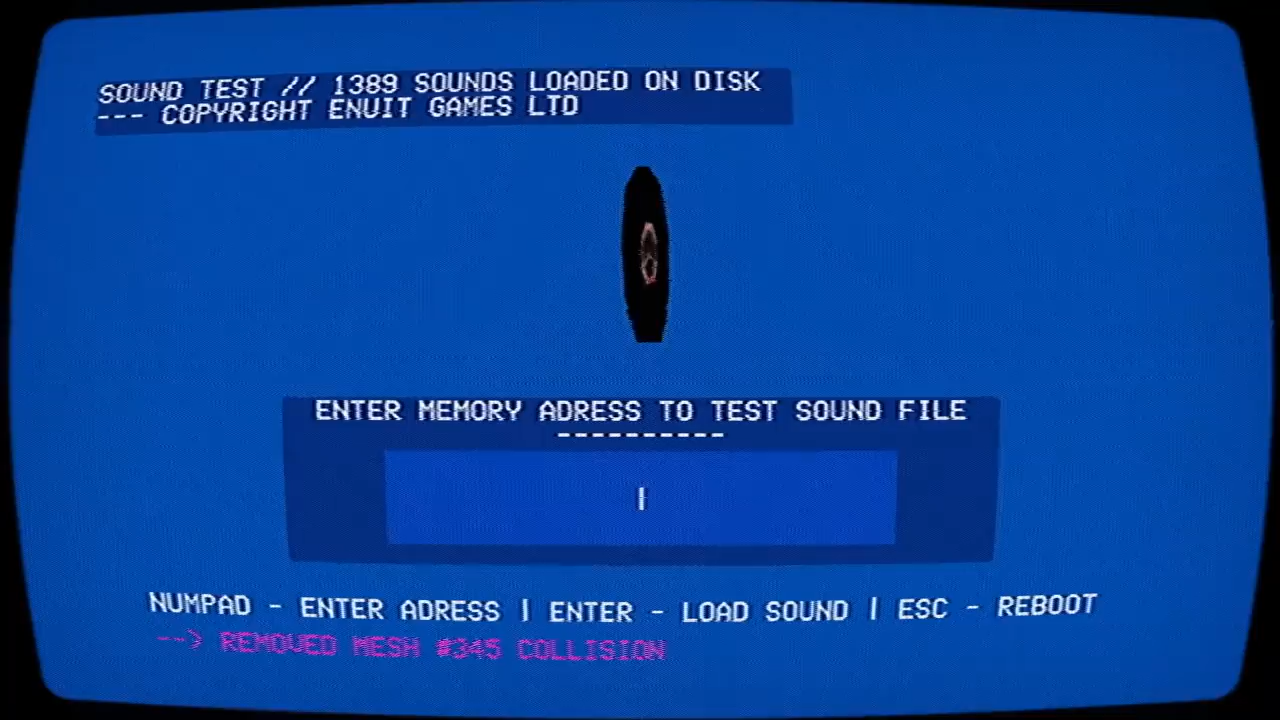 SOUND TEST // 1389 SOUNDS LOADED ON DISK
--- COPYRIGHT ENUIT GAMES LTD
ENTER MEMORY ADRESS TO TEST SOUND FILE
----------
NUMPAD - ENTER ADRESS | ENTER - LOAD SOUND | ESC - REBOOT
--> REMOVED MESH #345 COLLISION